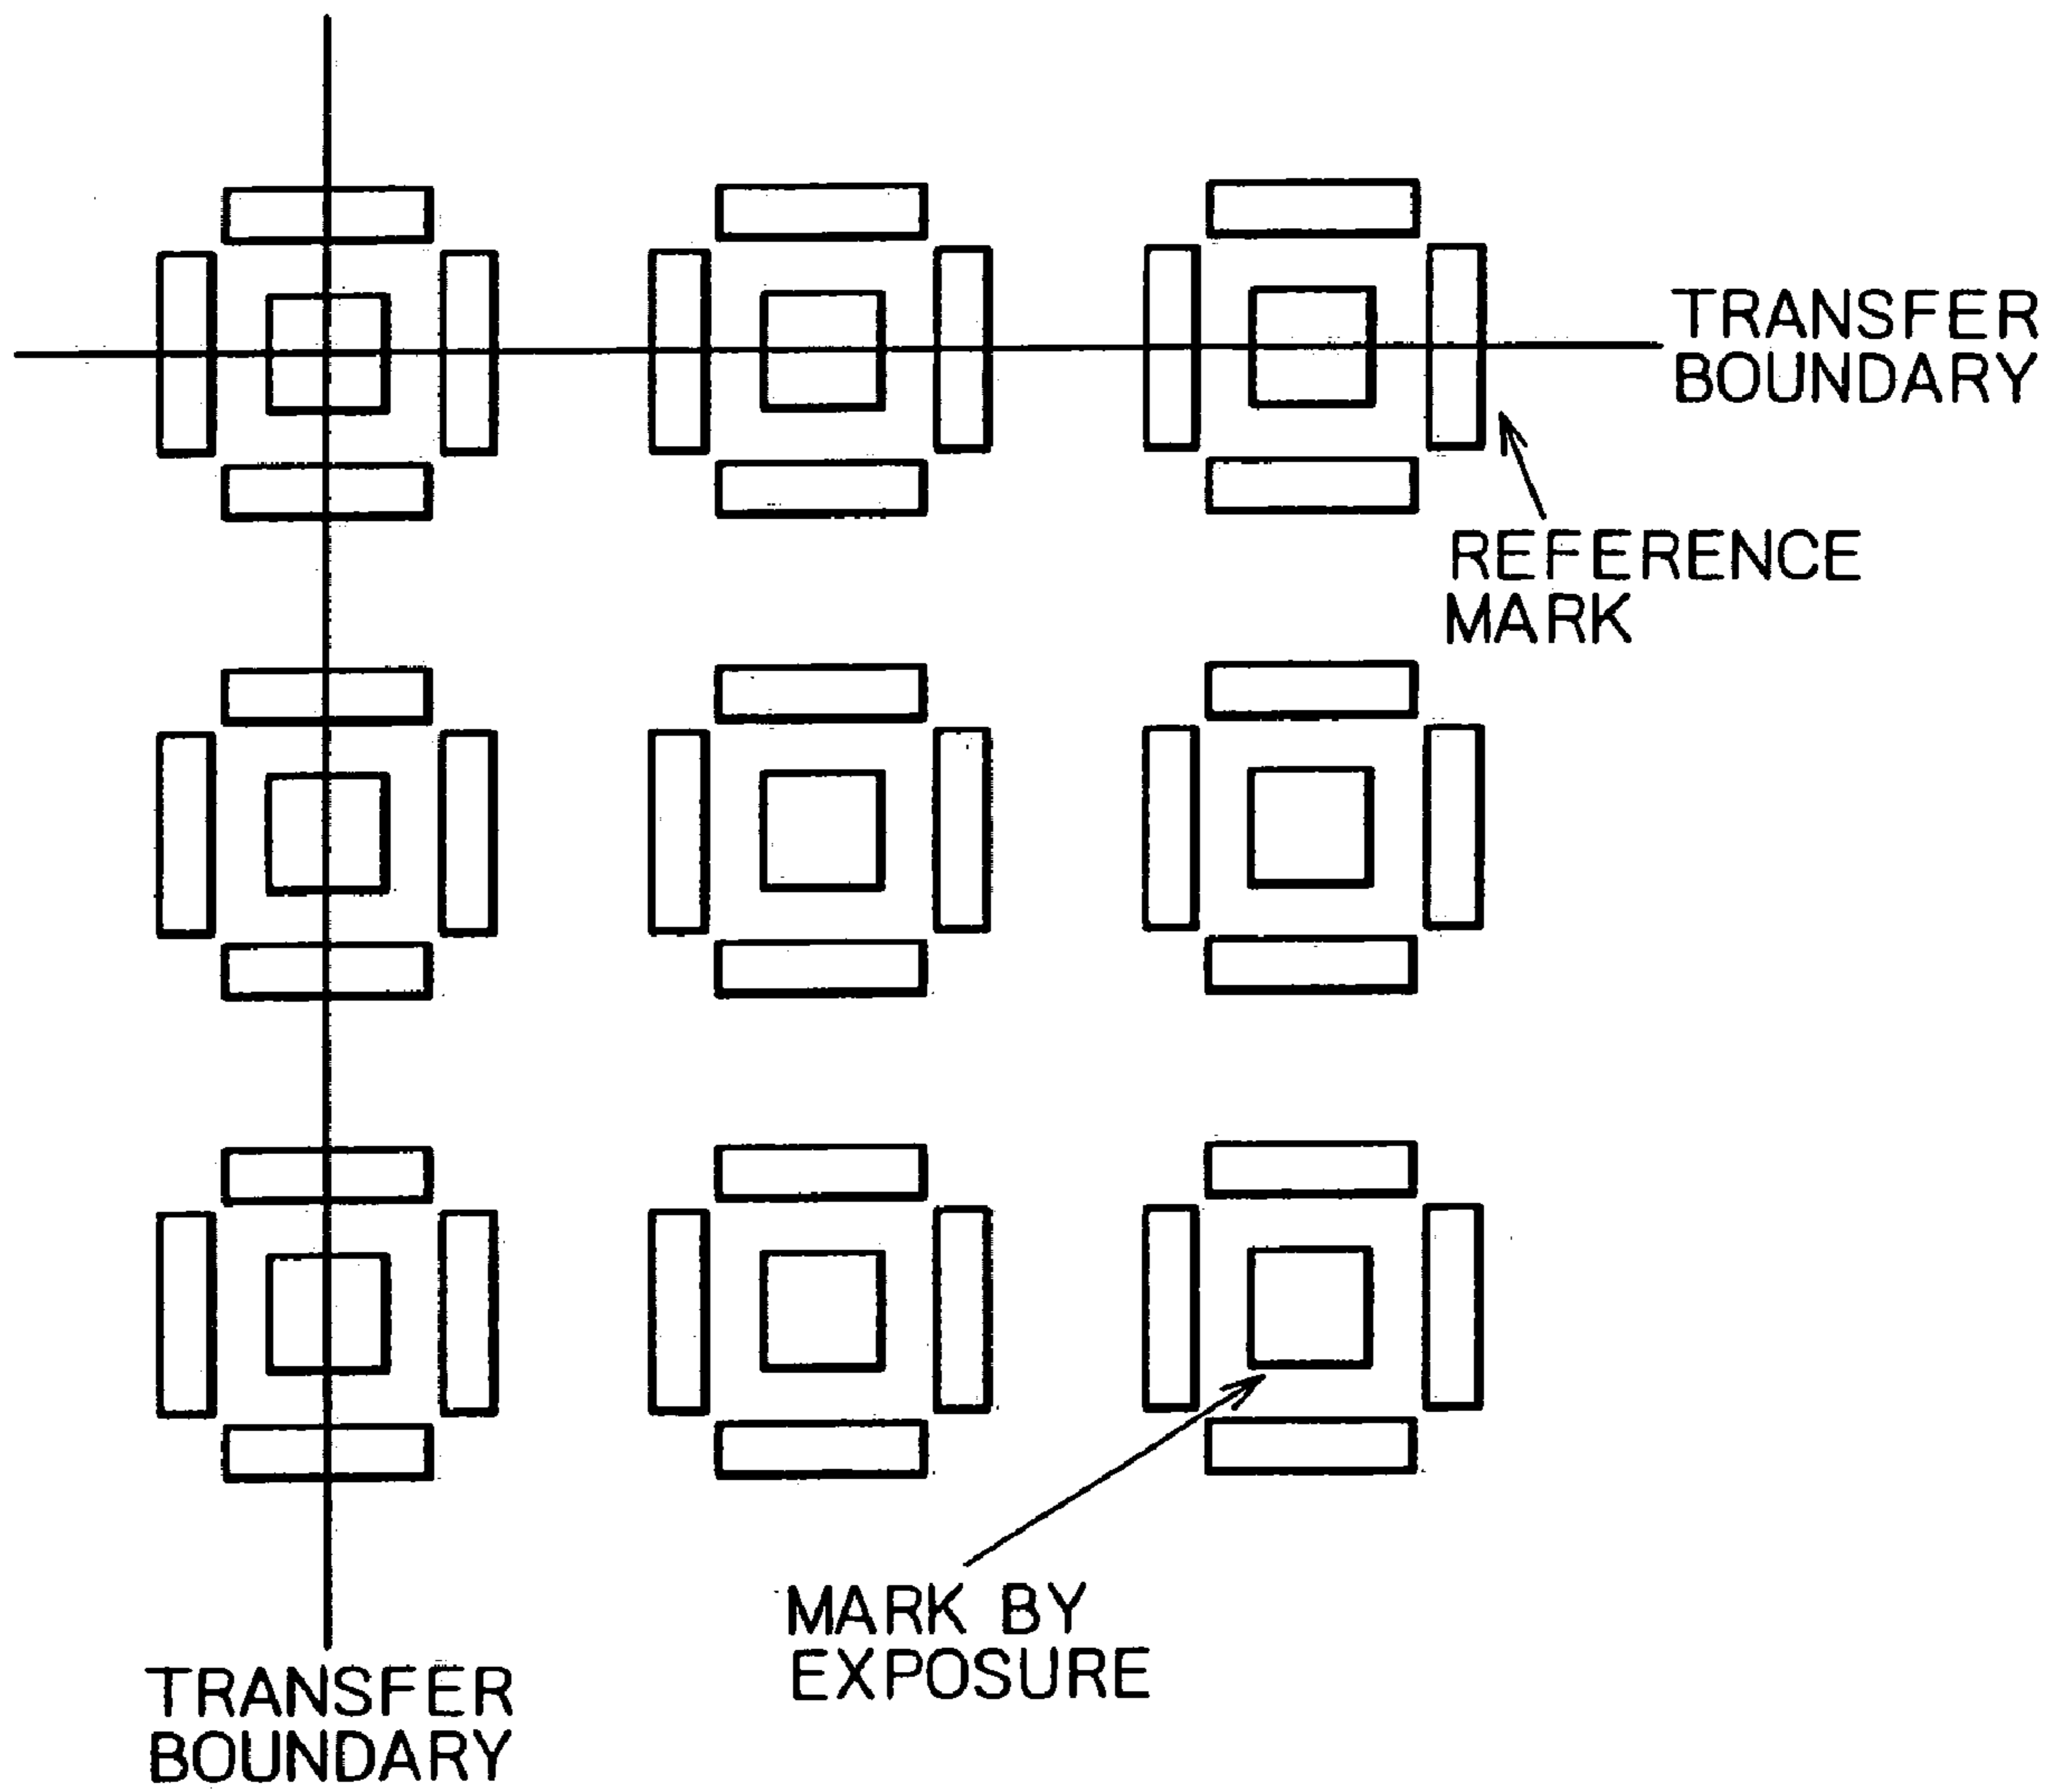 TRANSFER
BOUNDARY
REFERENCE
MARK
MARK BY
EXPOSURE
TRANSFER
BOUNDARY